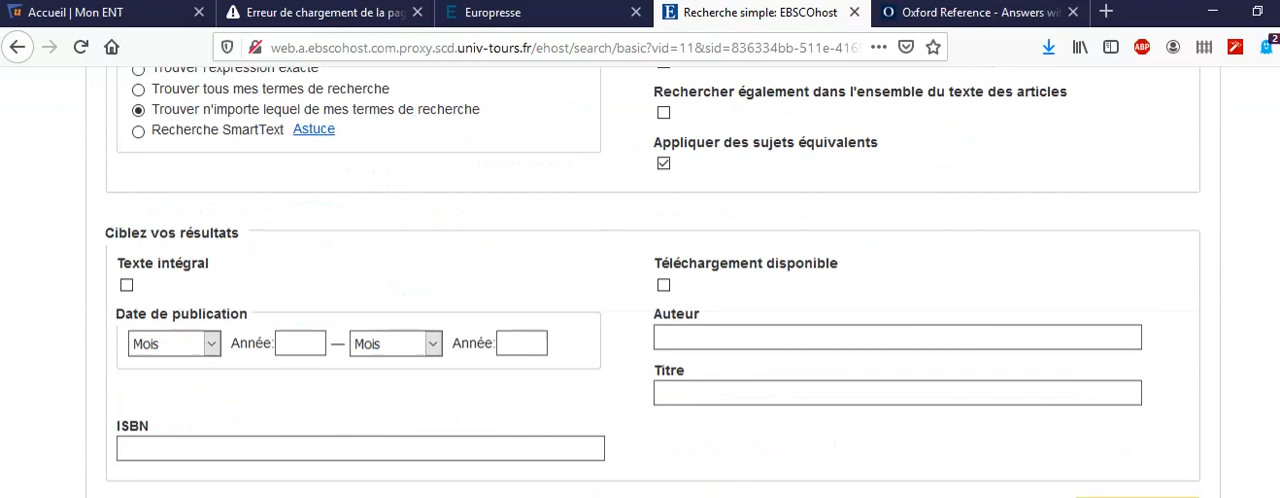 Accueil | Mon ENT
Erreur de chargement de la pag
Europresse
Recherche simple: EBSCOhost
Oxford Reference - Answers wit
web.a.ebscohost.com.proxy.scd.univ-tours.fr/ehost/search/basic?vid=11&sid=836334bb-511e-4169
ABP
2
Trouver l'expression exacte
Trouver tous mes termes de recherche
Trouver n'importe lequel de mes termes de recherche
Recherche SmartText Astuce
Rechercher également dans l'ensemble du texte des articles
Appliquer des sujets équivalents
Ciblez vos résultats
Texte intégral
Téléchargement disponible
Date de publication
Mois Année: — Mois Année:
Auteur
Titre
ISBN